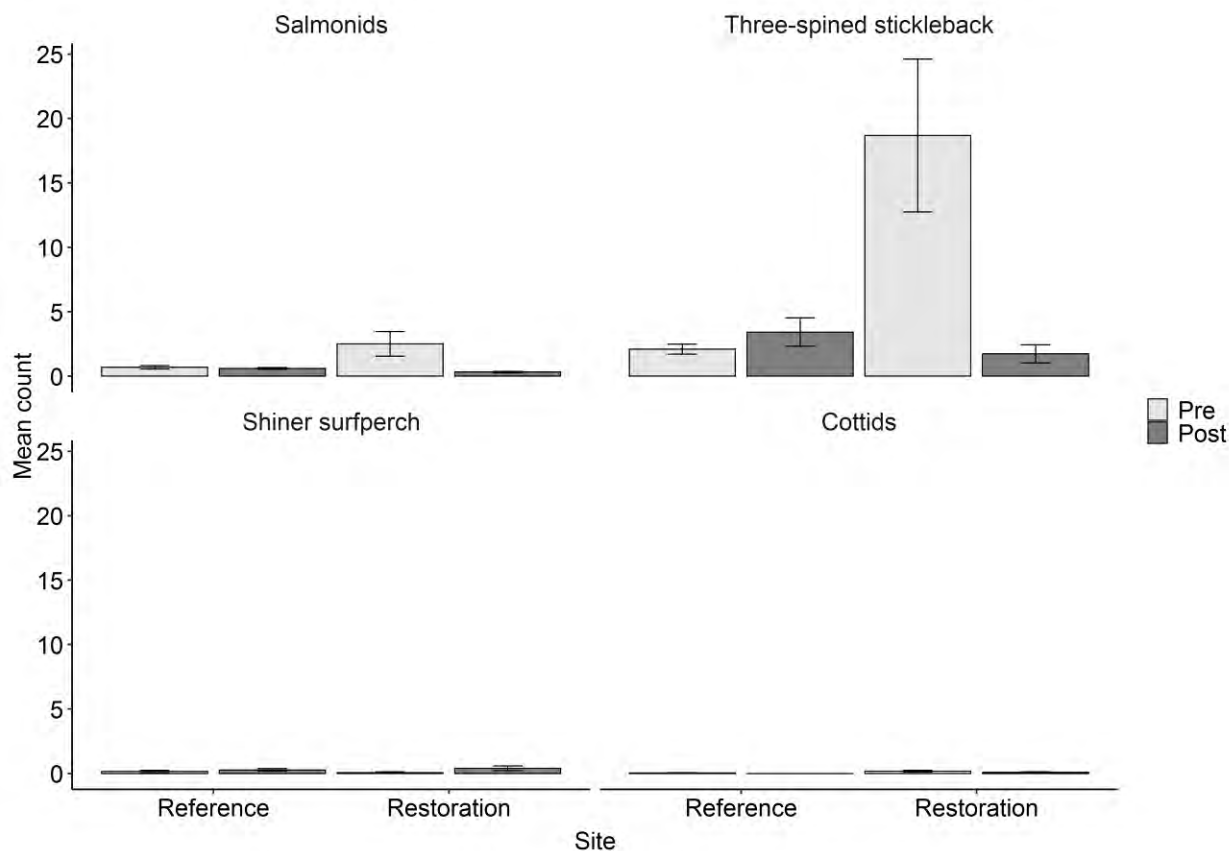 Salmonids
Three-spined stickleback
25
20
15
10
5
0
Mean count
Shiner surfperch
Cottids
Pre
Post
25
20
15
10
5
0
Reference
Restoration
Reference
Restoration
Site